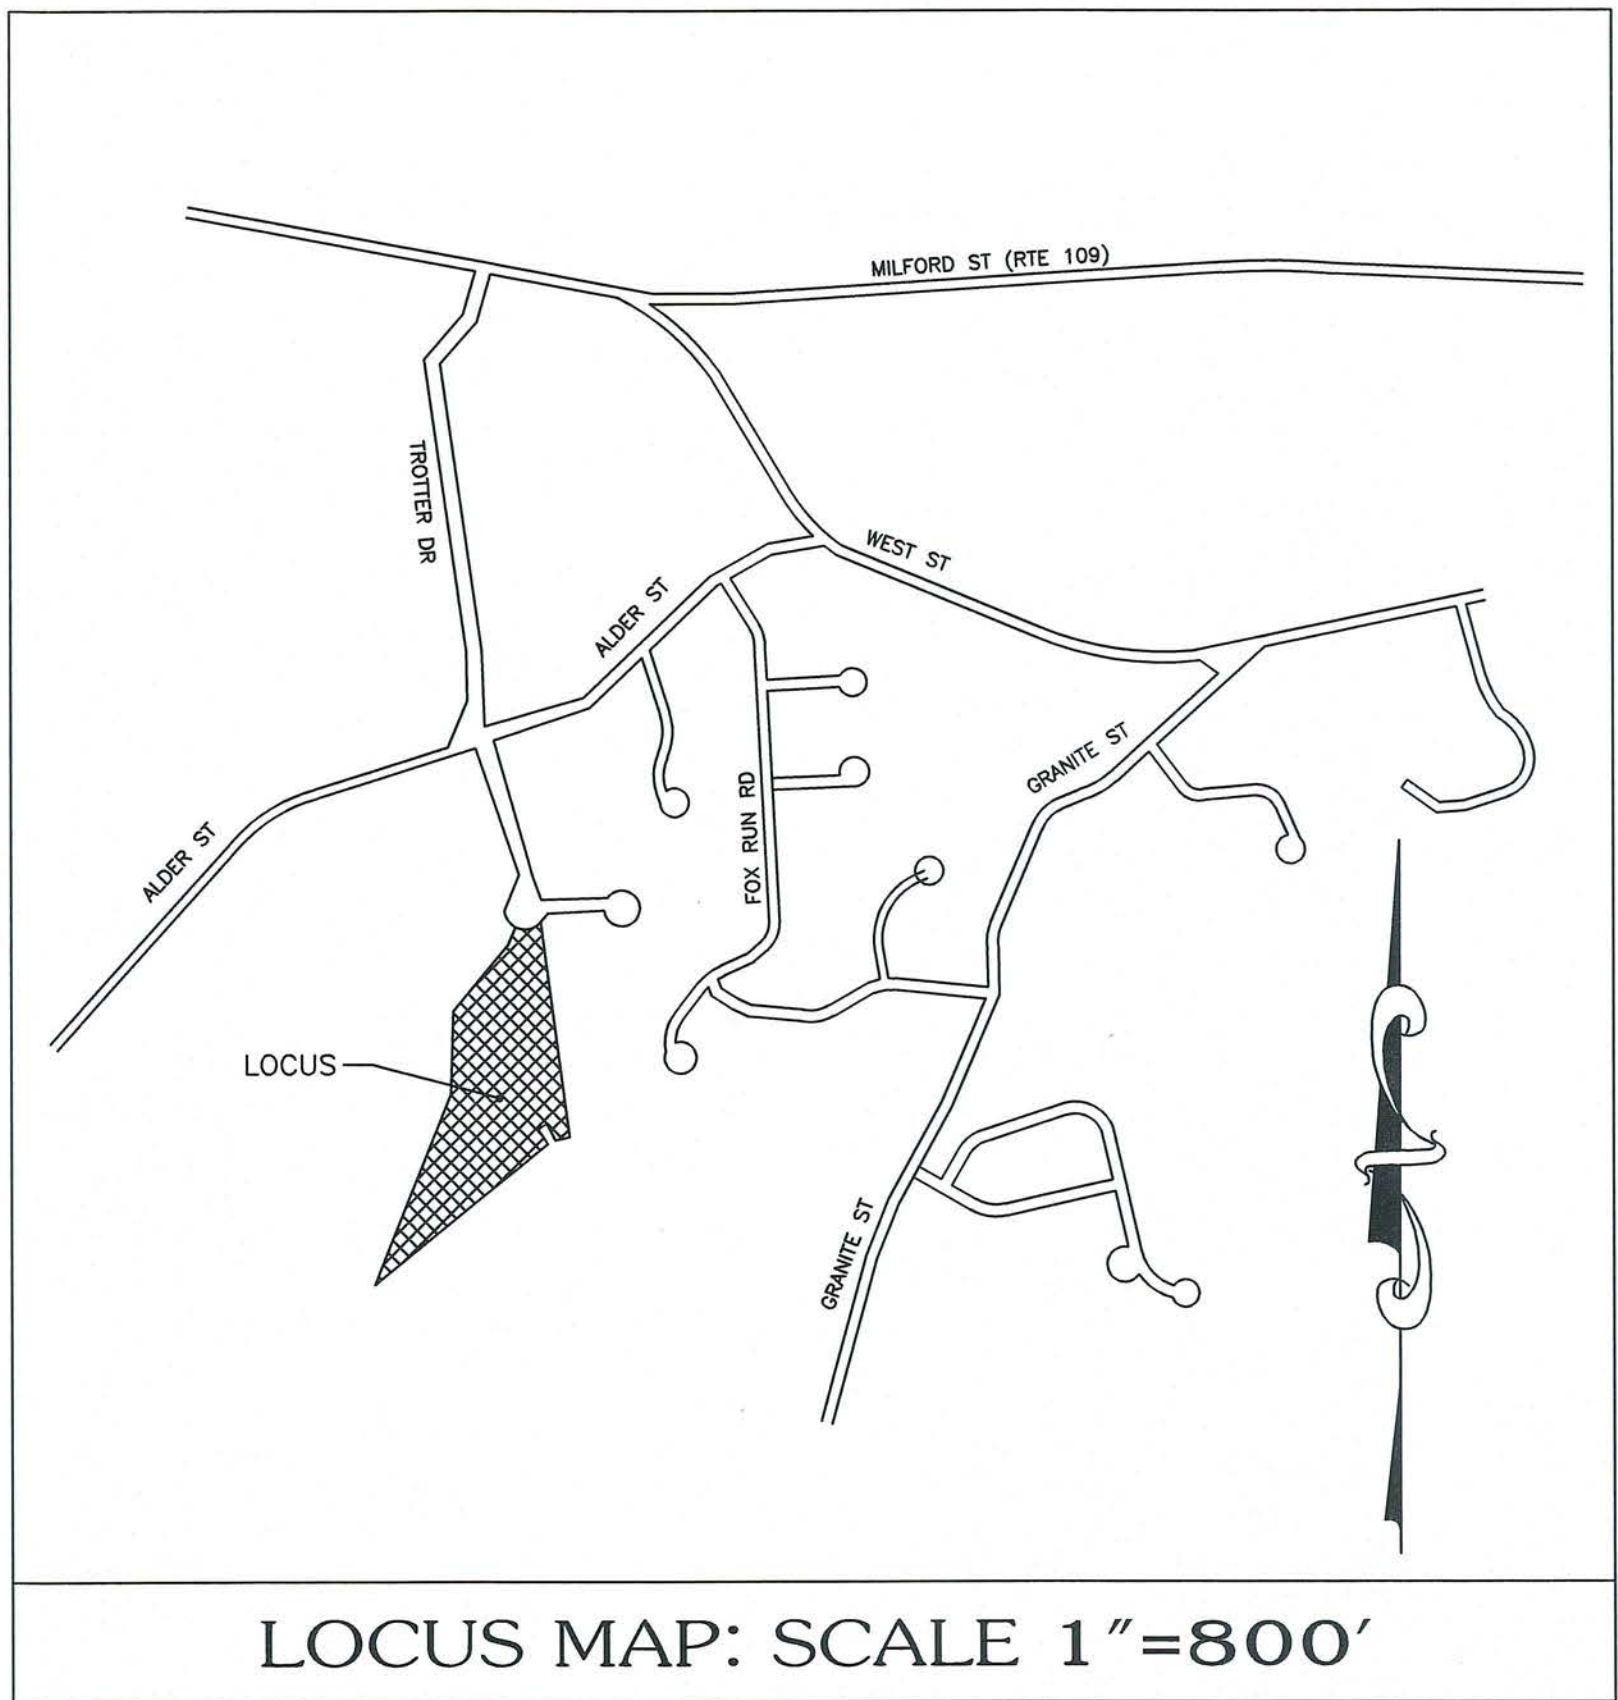 MILFORD ST (RTE 109)
TROTTER DR
WEST ST
ALDER ST
GRANITE ST
FOX RUN RD
ALDER ST
LOCUS
GRANITE ST
LOCUS MAP: SCALE 1"=800'